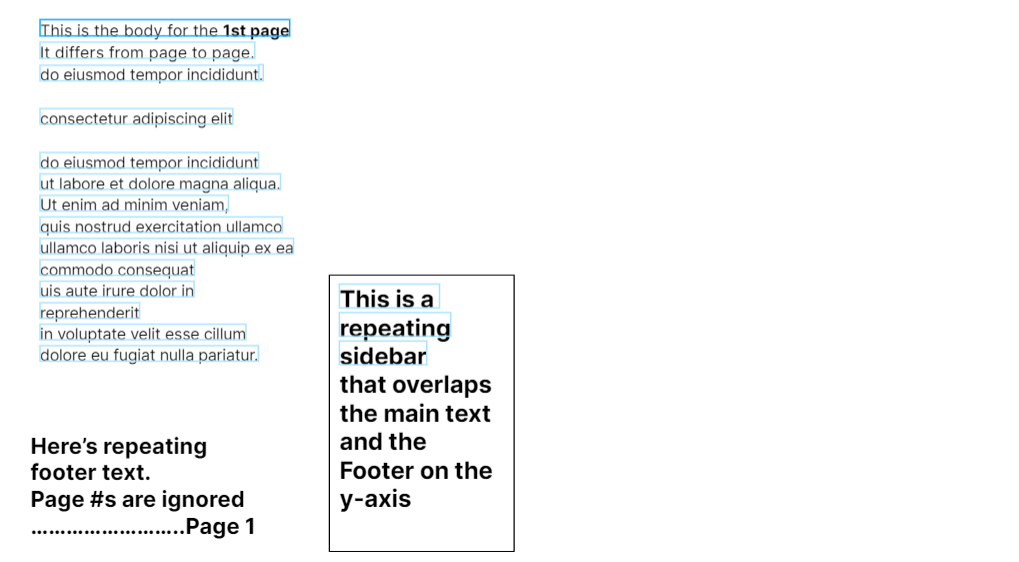 This is the body for the 1st page
It differs from page to page.
do eiusmod tempor incididunt.
consectetur adipiscing elit
do eiusmod tempor incididunt
ut labore et dolore magna aliqua.
Ut enim ad minim veniam,
quis nostrud exercitation ullamco
ullamco laboris nisi ut aliquip ex ea
commodo consequat
uis aute irure dolor in
reprehenderit
in voluptate velit esse cillum
dolore eu fugiat nulla pariatur.
This is a
repeating
sidebar
that overlaps
the main text
and the
Footer on the
y-axis
Here’s repeating
footer text.
Page #s are ignored
……………………..Page 1